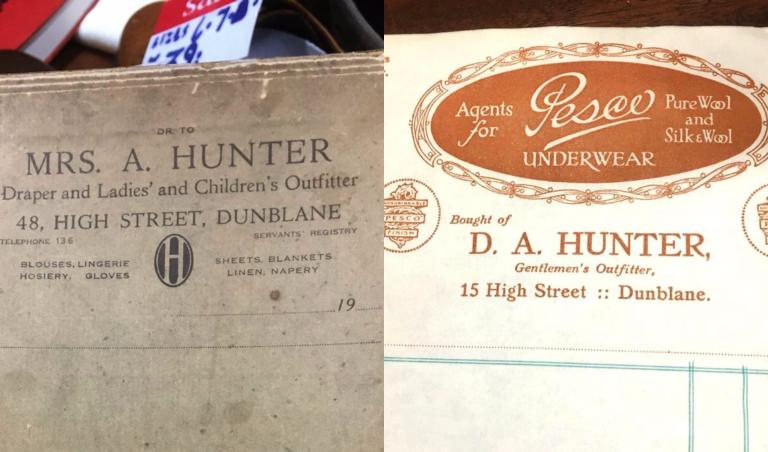 DR. TO
MRS. A. HUNTER
Draper and Ladies' and Children's Outfitter
48, HIGH STREET, DUNBLANE
TELEPHONE 136
SERVANTS' REGISTRY
BLOUSES, LINGERIE
HOSIERY, GLOVES
H
SHEETS, BLANKETS
LINEN, NAPERY
19
Agents
for
Pesco
Pure Wool
and
Silk & Wool
UNDERWEAR
PESCO
FINISH
Bought of
D. A. HUNTER,
Gentlemen's Outfitter,
15 High Street :: Dunblane.